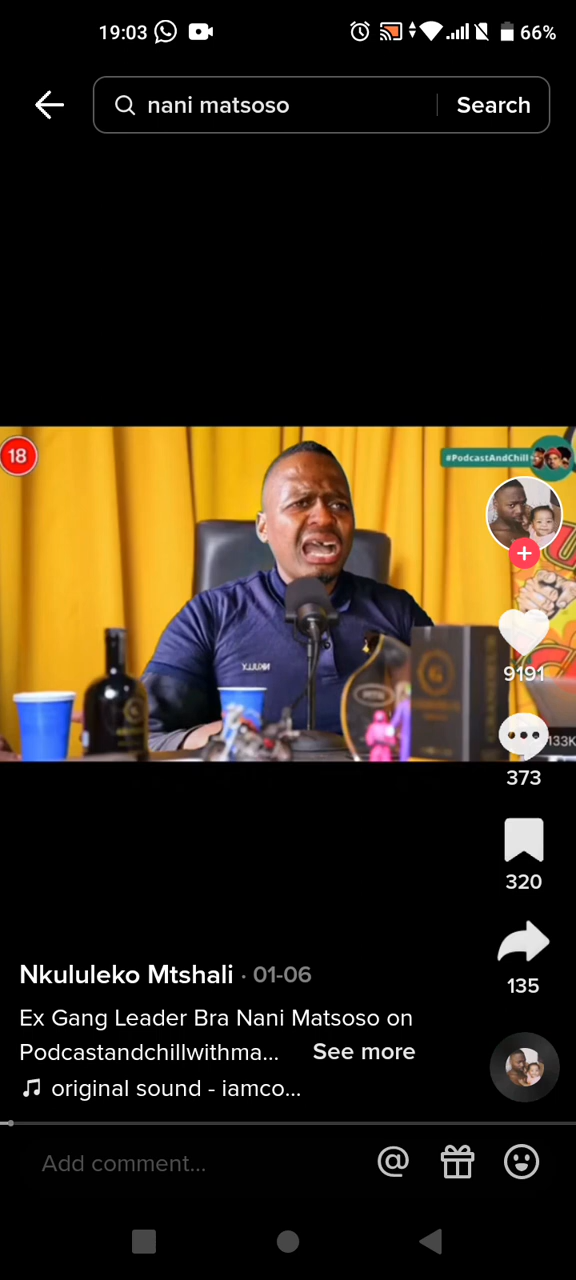 19:03
66%
nani matsoso
Search
18
#PodcastAndChill
9191
133K
373
320
135
Nkululeko Mtshali · 01-06
Ex Gang Leader Bra Nani Matsoso on
Podcastandchillwithma... See more
original sound - iamco...
Add comment...